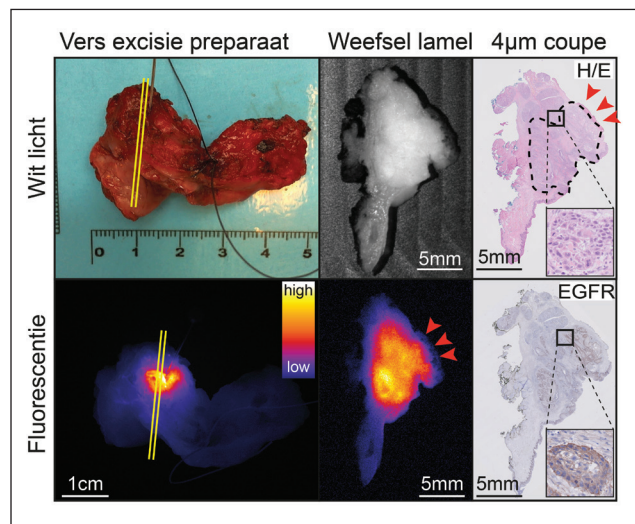 Vers excisie preparaat
Weefsel lamel
4µm coupe
Wit licht
H/E
0 1 2 3 4 5
5mm
5mm
Fluorescentie
high
low
EGFR
1cm
5mm
5mm